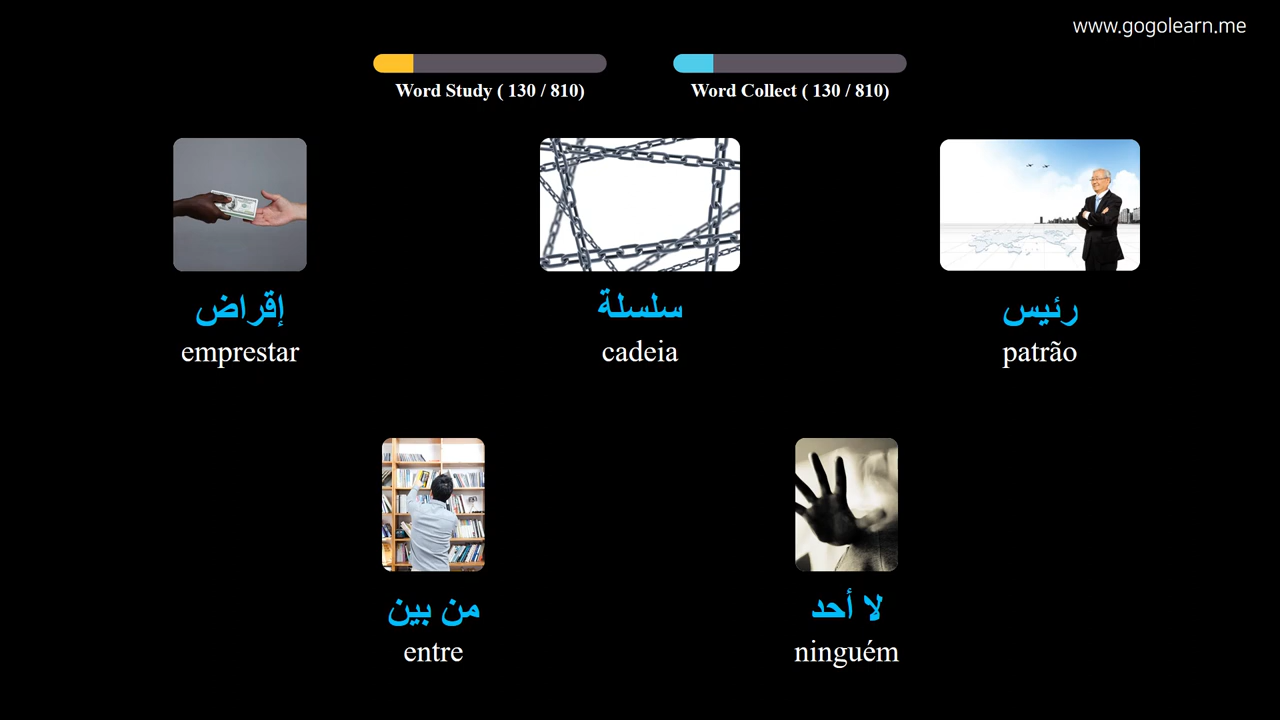 www.gogolearn.me
Word Study ( 130 / 810)
Word Collect ( 130 / 810)
إقراض
emprestar
سلسلة
cadeia
رئيس
patrão
من بين
entre
لا أحد
ninguém